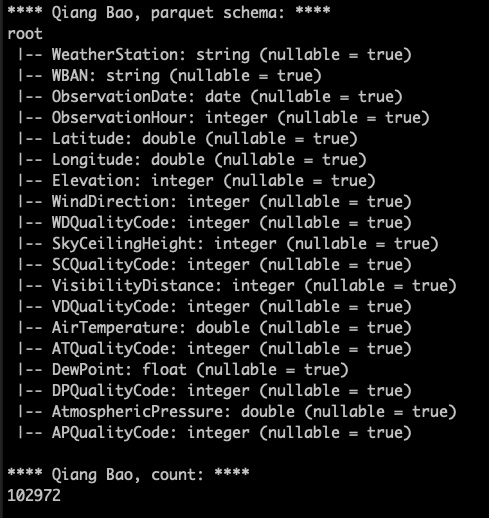 **** Qiang Bao, parquet schema: ****
root
 |-- WeatherStation: string (nullable = true)
 |-- WBAN: string (nullable = true)
 |-- ObservationDate: date (nullable = true)
 |-- ObservationHour: integer (nullable = true)
 |-- Latitude: double (nullable = true)
 |-- Longitude: double (nullable = true)
 |-- Elevation: integer (nullable = true)
 |-- WindDirection: integer (nullable = true)
 |-- WDQualityCode: integer (nullable = true)
 |-- SkyCeilingHeight: integer (nullable = true)
 |-- SCQualityCode: integer (nullable = true)
 |-- VisibilityDistance: integer (nullable = true)
 |-- VDQualityCode: integer (nullable = true)
 |-- AirTemperature: double (nullable = true)
 |-- ATQualityCode: integer (nullable = true)
 |-- DewPoint: float (nullable = true)
 |-- DPQualityCode: integer (nullable = true)
 |-- AtmosphericPressure: double (nullable = true)
 |-- APQualityCode: integer (nullable = true)
**** Qiang Bao, count: ****
102972